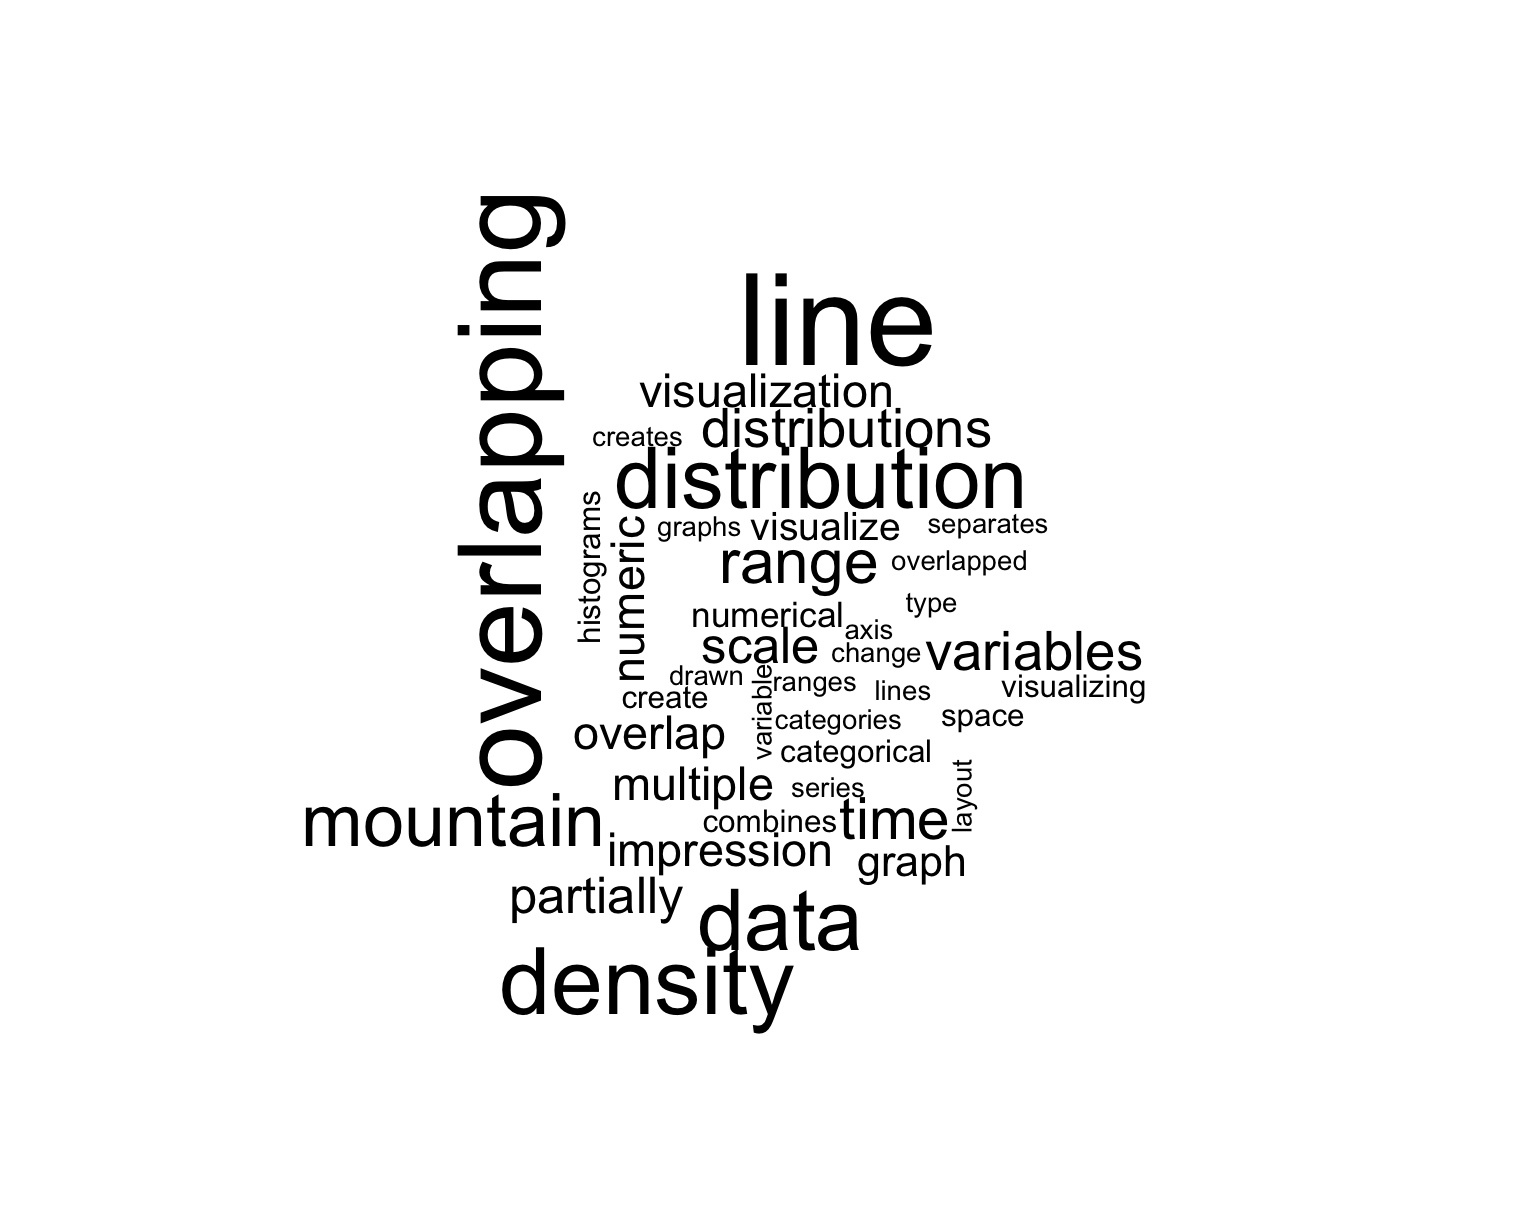 overlapping
line
visualization
creates distributions
distribution
histograms
numeric
graphs visualize separates
range overlapped
type
numerical
axis
scale change variables
drawn
variable
ranges lines visualizing
create
categories space
overlap
categorical
layout
multiple series
mountain combines time
impression graph
partially
data
density